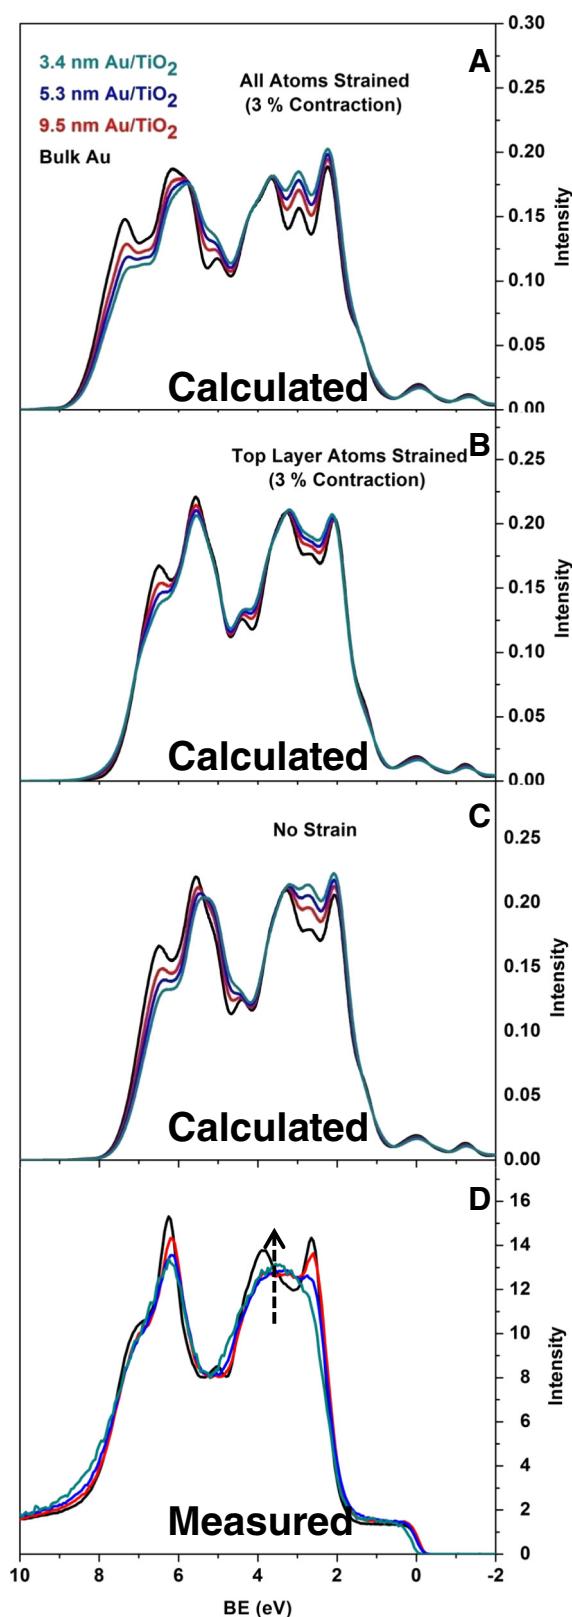 A
3.4 nm Au/TiO2
5.3 nm Au/TiO2
9.5 nm Au/TiO2
Bulk Au
All Atoms Strained
(3 % Contraction)
0.30
0.25
0.20
0.15
0.10
0.05
0.00
Intensity
Calculated
B
Top Layer Atoms Strained
(3 % Contraction)
0.25
0.20
0.15
0.10
0.05
0.00
Intensity
Calculated
C
No Strain
0.25
0.20
0.15
0.10
0.05
0.00
Intensity
Calculated
D
16
14
12
10
8
6
4
2
0
Intensity
Measured
10 8 6 4 2 0 -2
BE (eV)